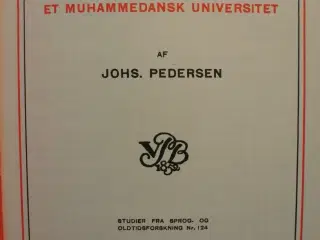 ET MUHAMMEDANSK UNIVERSITET
AF
JOHS. PEDERSEN
STUDIER FRA SPROG- OG
OLDTIDSFORSKNING Nr. 124